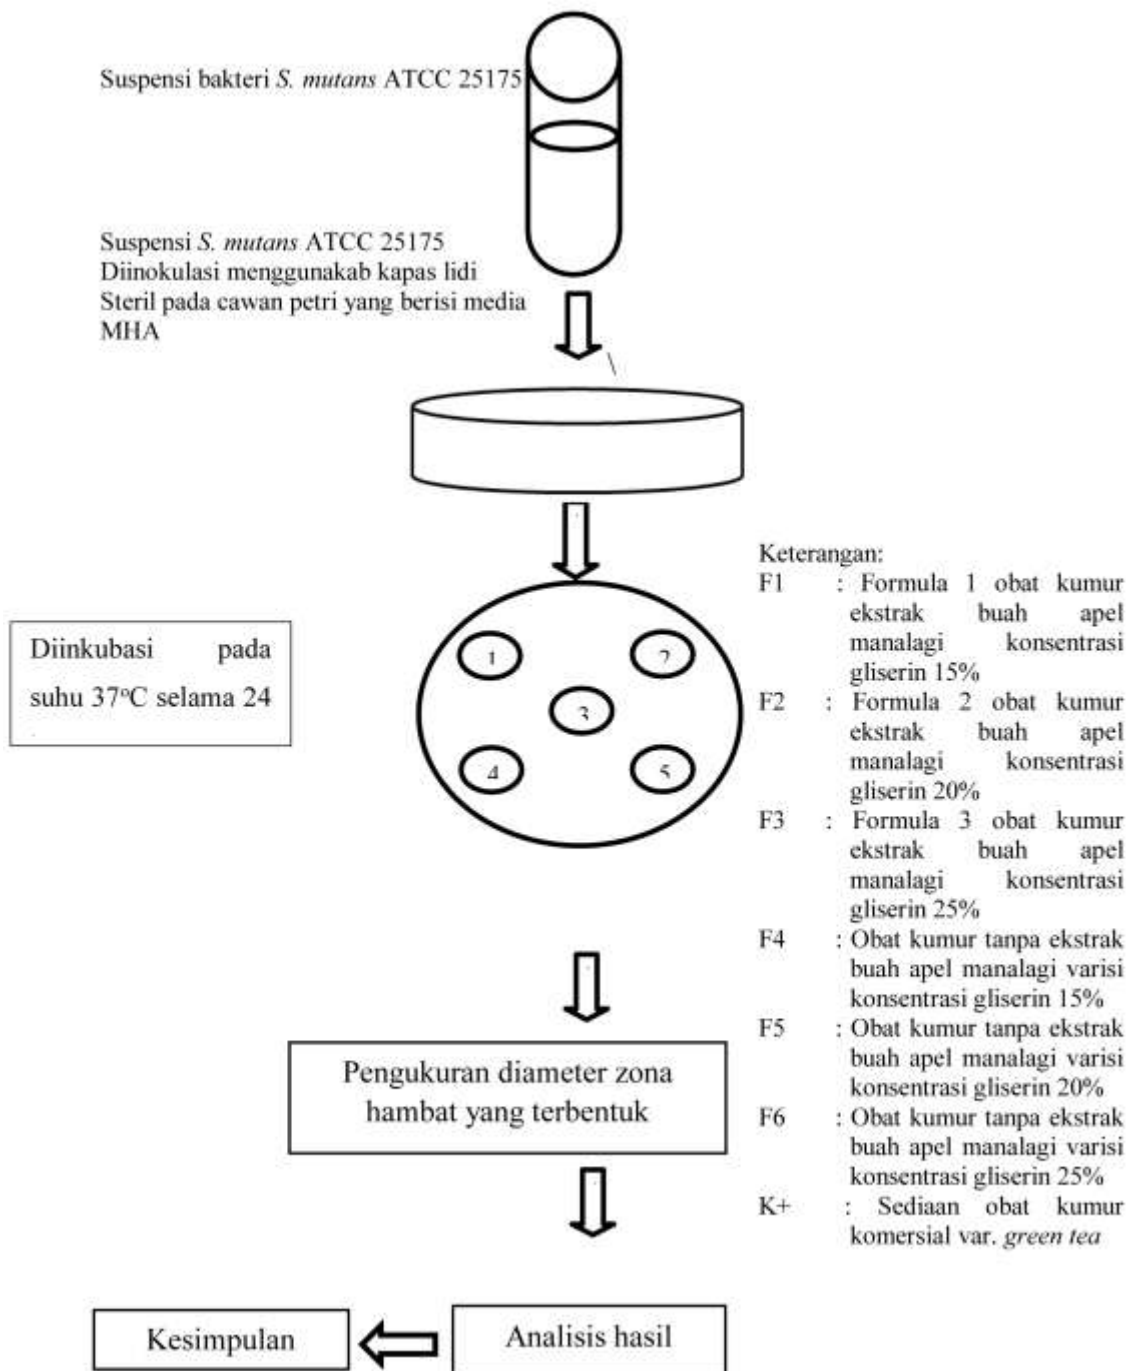 Suspensi bakteri S. mutans ATCC 25175
Suspensi S. mutans ATCC 25175
Diinokulasi menggunakab kapas lidi
Steril pada cawan petri yang berisi media
MHA
Diinkubasi pada
suhu 37°C selama 24
1
2
3
4
5
Keterangan:
F1 : Formula 1 obat kumur
ekstrak buah apel
manalagi konsentrasi
gliserin 15%
F2 : Formula 2 obat kumur
ekstrak buah apel
manalagi konsentrasi
gliserin 20%
F3 : Formula 3 obat kumur
ekstrak buah apel
manalagi konsentrasi
gliserin 25%
F4 : Obat kumur tanpa ekstrak
buah apel manalagi varisi
konsentrasi gliserin 15%
F5 : Obat kumur tanpa ekstrak
buah apel manalagi varisi
konsentrasi gliserin 20%
F6 : Obat kumur tanpa ekstrak
buah apel manalagi varisi
konsentrasi gliserin 25%
K+ : Sediaan obat kumur
komersial var. green tea
Pengukuran diameter zona
hambat yang terbentuk
Analisis hasil
Kesimpulan